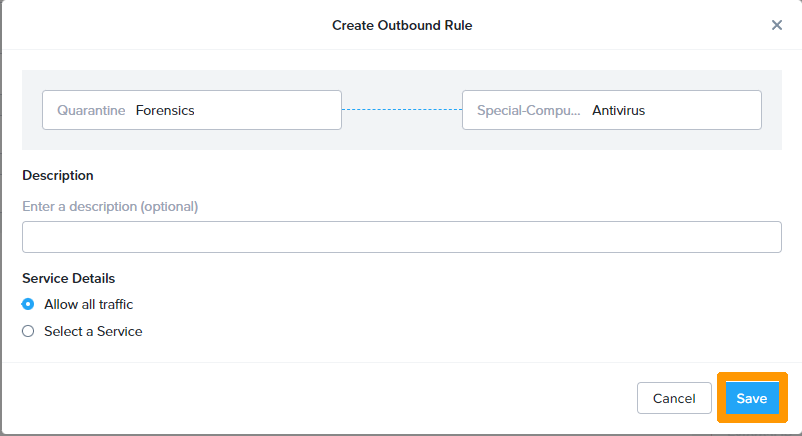 Create Outbound Rule
Quarantine Forensics
Special-Compu... Antivirus
Description
Enter a description (optional)
Service Details
Allow all traffic
Select a Service
Cancel Save